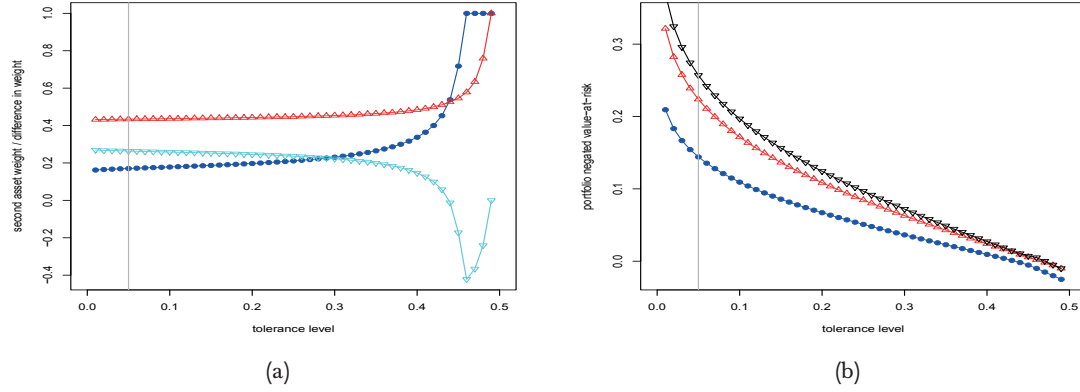 1.0
0.8
0.6
0.4
0.2
0.0
-0.2
-0.4
second asset weight / difference in weight
0.0 0.1 0.2 0.3 0.4 0.5
tolerance level
(a)
0.3
0.2
0.1
0.0
portfolio negated value-at-risk
0.0 0.1 0.2 0.3 0.4 0.5
tolerance level
(b)